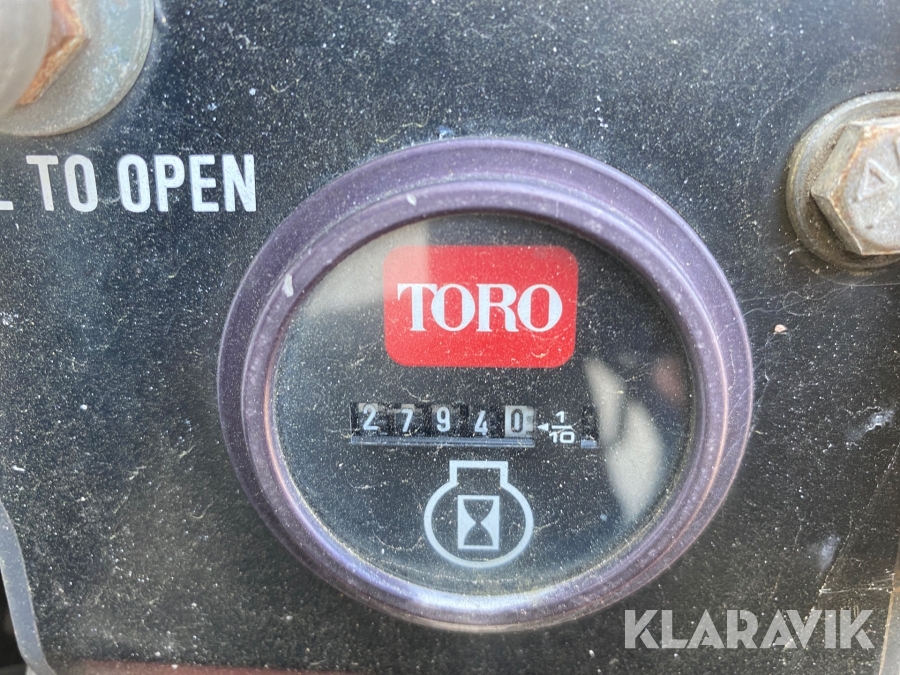 TO OPEN
TORO
27940 ◄1/10
KLARAVIK